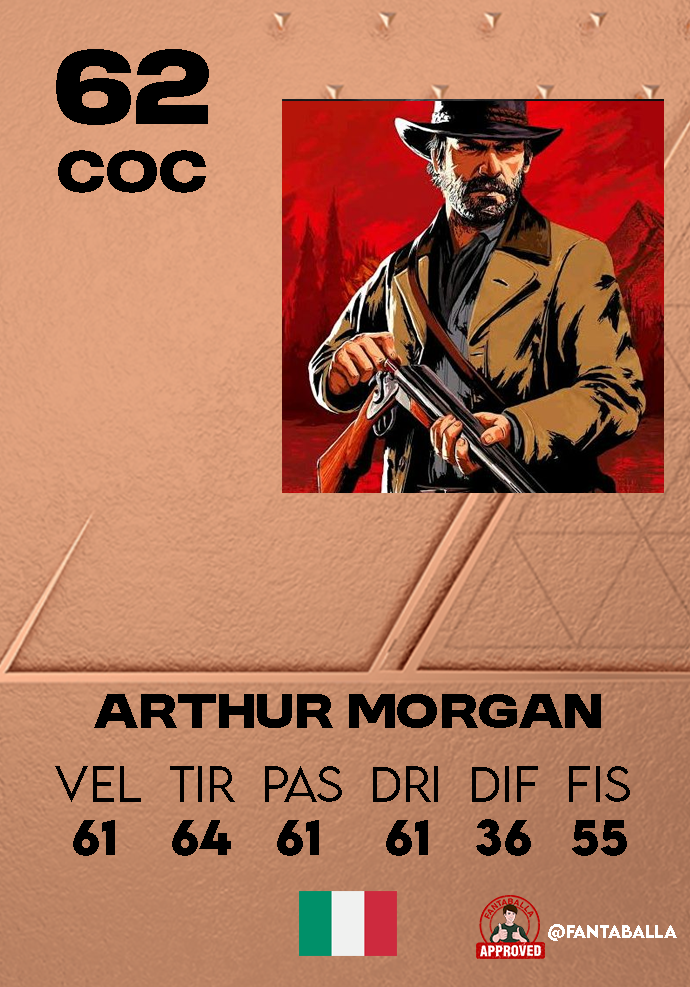 62
COC
ARTHUR MORGAN
VEL TIR PAS DRI DIF FIS
61 64 61 61 36 55
FANTABALLA
APPROVED
@FANTABALLA